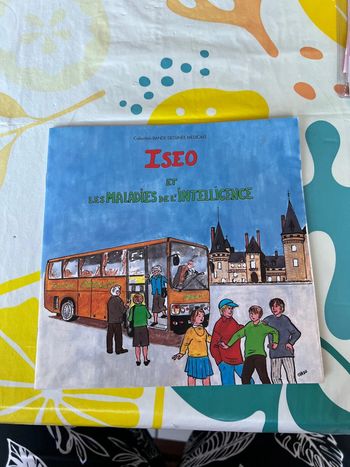 Collection BANDE DESSINÉE MÉDICALE
ISEO
ET
LES MALADIES DE L'INTELLIGENCE